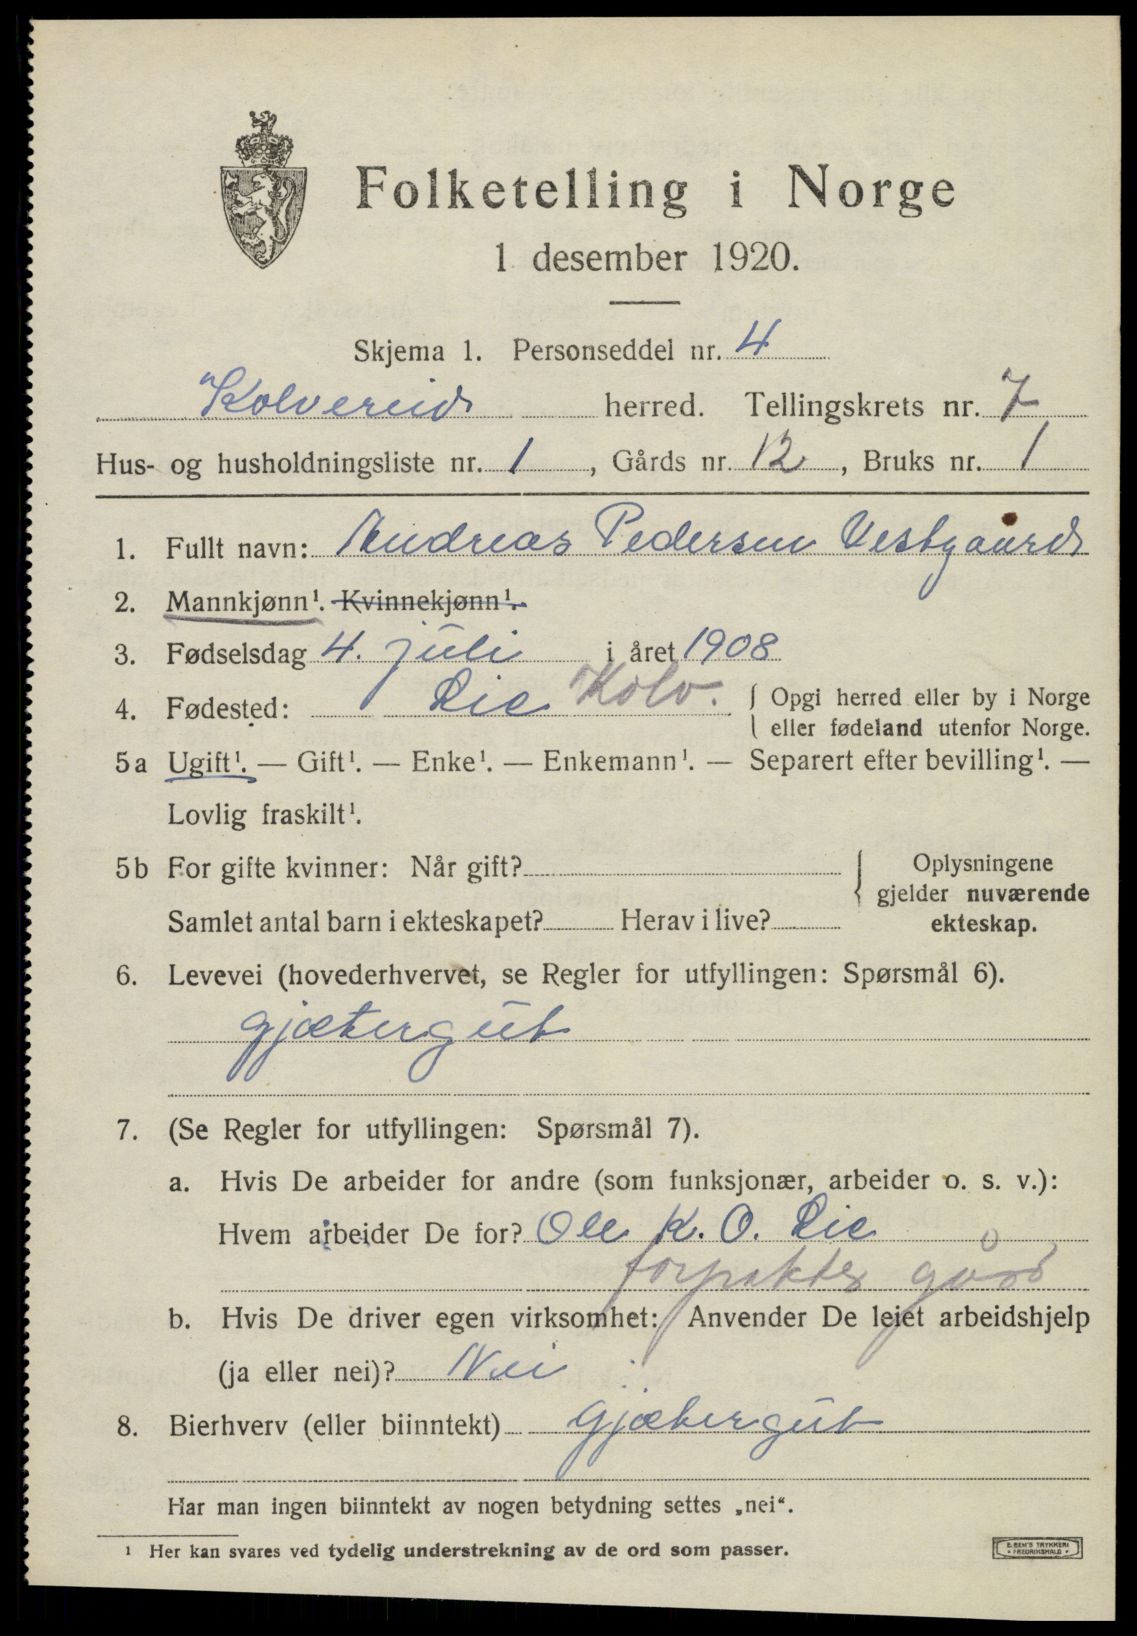 Folketelling i Norge
1 desember 1920.
Skjema 1. Personseddel nr. 4
Kolvereid herred. Tellingskrets nr. 7
Hus- og husholdningsliste nr. 1, Gårds nr. 12, Bruks nr. 1
1. Fullt navn: Andreas Pedersen Vestgaard
2. Mannkjønn¹. Kvinnekjønn¹.
3. Fødselsdag 4. juli i året 1908
4. Fødested: Lie Kolv. { Opgi herred eller by i Norge
eller fødeland utenfor Norge.
5a Ugift¹. — Gift¹. — Enke¹. — Enkemann¹. — Separert efter bevilling¹. —
Lovlig fraskilt¹.
5b For gifte kvinner: Når gift? { Oplysningene
gjelder nuværende
Samlet antal barn i ekteskapet? Herav i live? ekteskap.
6. Levevei (hovederhvervet, se Regler for utfyllingen: Spørsmål 6).
gjætergut
7. (Se Regler for utfyllingen: Spørsmål 7).
a. Hvis De arbeider for andre (som funksjonær, arbeider o. s. v.):
Hvem arbeider De for? Ole K. O. Lie
forpakter gård
b. Hvis De driver egen virksomhet: Anvender De leiet arbeidshjelp
(ja eller nei)? Nei
8. Bierhverv (eller biinntekt) gjætergut
Har man ingen biinntekt av nogen betydning settes „nei“.
¹ Her kan svares ved tydelig understrekning av de ord som passer.
E. SEM'S TRYKKERI
• FREDRIKSHALD •